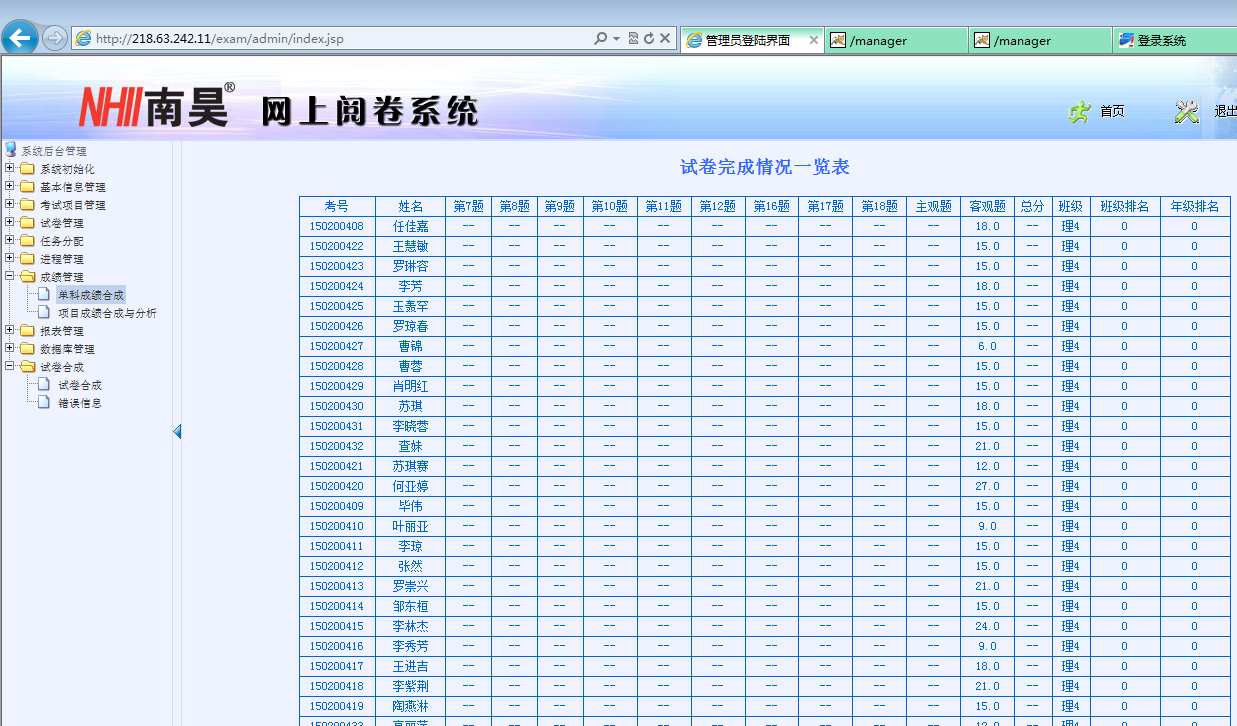 http://218.63.242.11/exam/admin/index.jsp
管理员登陆界面
/manager
/manager
登录系统
NHII南昊® 网上阅卷系统
首页
退出
系统后台管理
系统初始化
基本信息管理
考试项目管理
试卷管理
任务分配
进程管理
成绩管理
单科成绩合成
项目成绩合成与分析
报表管理
数据库管理
试卷合成
试卷合成
错误信息
试卷完成情况一览表
考号 姓名 第7题 第8题 第9题 第10题 第11题 第12题 第16题 第17题 第18题 主观题 客观题 总分 班级 班级排名 年级排名
150200408 任佳嘉 -- -- -- -- -- -- -- -- -- -- 18.0 -- 理4 0 0
150200422 王慧敏 -- -- -- -- -- -- -- -- -- -- 15.0 -- 理4 0 0
150200423 罗琳容 -- -- -- -- -- -- -- -- -- -- 15.0 -- 理4 0 0
150200424 李芳 -- -- -- -- -- -- -- -- -- -- 18.0 -- 理4 0 0
150200425 -- -- -- -- -- -- -- -- -- -- 15.0 -- 理4 0 0
150200426 罗琼春 -- -- -- -- -- -- -- -- -- -- 15.0 -- 理4 0 0
150200427 曹锦 -- -- -- -- -- -- -- -- -- -- 6.0 -- 理4 0 0
150200428 曹蓉 -- -- -- -- -- -- -- -- -- -- 15.0 -- 理4 0 0
150200429 肖明红 -- -- -- -- -- -- -- -- -- -- 15.0 -- 理4 0 0
150200430 苏琪 -- -- -- -- -- -- -- -- -- -- 18.0 -- 理4 0 0
150200431 李晓蓉 -- -- -- -- -- -- -- -- -- -- 15.0 -- 理4 0 0
150200432 查妹 -- -- -- -- -- -- -- -- -- -- 21.0 -- 理4 0 0
150200421 苏琪赛 -- -- -- -- -- -- -- -- -- -- 12.0 -- 理4 0 0
150200420 何亚婷 -- -- -- -- -- -- -- -- -- -- 27.0 -- 理4 0 0
150200409 毕伟 -- -- -- -- -- -- -- -- -- -- 15.0 -- 理4 0 0
150200410 叶丽亚 -- -- -- -- -- -- -- -- -- -- 9.0 -- 理4 0 0
150200411 李琼 -- -- -- -- -- -- -- -- -- -- 15.0 -- 理4 0 0
150200412 张然 -- -- -- -- -- -- -- -- -- -- 15.0 -- 理4 0 0
150200413 罗崇兴 -- -- -- -- -- -- -- -- -- -- 21.0 -- 理4 0 0
150200414 邹东桓 -- -- -- -- -- -- -- -- -- -- 15.0 -- 理4 0 0
150200415 李林杰 -- -- -- -- -- -- -- -- -- -- 24.0 -- 理4 0 0
150200416 李秀芳 -- -- -- -- -- -- -- -- -- -- 9.0 -- 理4 0 0
150200417 王进吉 -- -- -- -- -- -- -- -- -- -- 18.0 -- 理4 0 0
150200418 李紫荆 -- -- -- -- -- -- -- -- -- -- 21.0 -- 理4 0 0
150200419 陶燕淋 -- -- -- -- -- -- -- -- -- -- 15.0 -- 理4 0 0